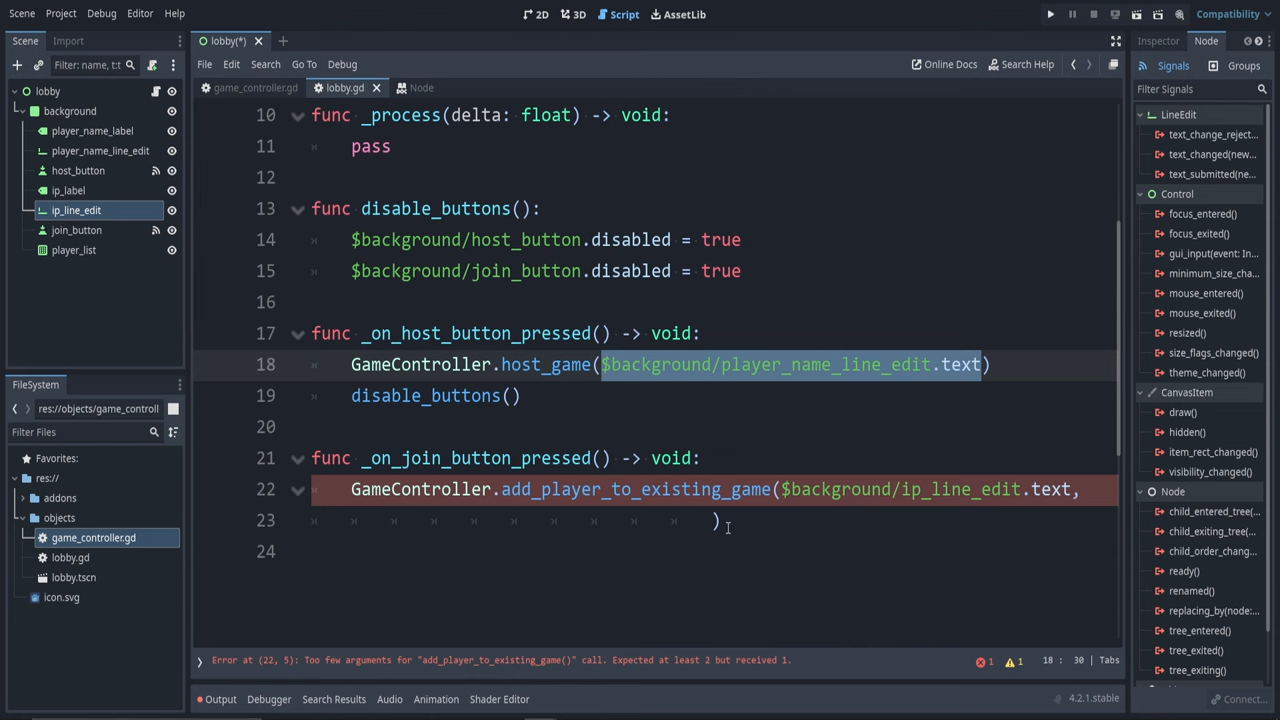 Scene Project Debug Editor Help
2D 3D Script AssetLib
Compatibility
Scene Import
Filter: name, t:t
lobby
background
player_name_label
player_name_line_edit
host_button
ip_label
ip_line_edit
join_button
player_list
FileSystem
res://objects/game_controll
Filter Files
Favorites:
res://
addons
objects
game_controller.gd
lobby.gd
lobby.tscn
icon.svg
lobby(*)
File Edit Search Go To Debug
Online Docs Search Help
game_controller.gd lobby.gd Node
10 func _process(delta: float) -> void:
11 pass
12
13 func disable_buttons():
14 $background/host_button.disabled = true
15 $background/join_button.disabled = true
16
17 func _on_host_button_pressed() -> void:
18 GameController.host_game($background/player_name_line_edit.text)
19 disable_buttons()
20
21 func _on_join_button_pressed() -> void:
22 GameController.add_player_to_existing_game($background/ip_line_edit.text,
23 )
24
Error at (22, 5): Too few arguments for "add_player_to_existing_game()" call. Expected at least 2 but received 1.
1 1 18 : 30 | Tabs
Output Debugger Search Results Audio Animation Shader Editor
4.2.1.stable
Inspector Node
Signals Groups
Filter Signals
LineEdit
text_change_reject...
text_changed(new...
text_submitted(ne...
Control
focus_entered()
focus_exited()
gui_input(event: In...
minimum_size_cha...
mouse_entered()
mouse_exited()
resized()
size_flags_changed()
theme_changed()
CanvasItem
draw()
hidden()
item_rect_changed()
visibility_changed()
Node
child_entered_tree(...
child_exiting_tree(...
child_order_chang...
ready()
renamed()
replacing_by(node:...
tree_entered()
tree_exited()
tree_exiting()
Connect...